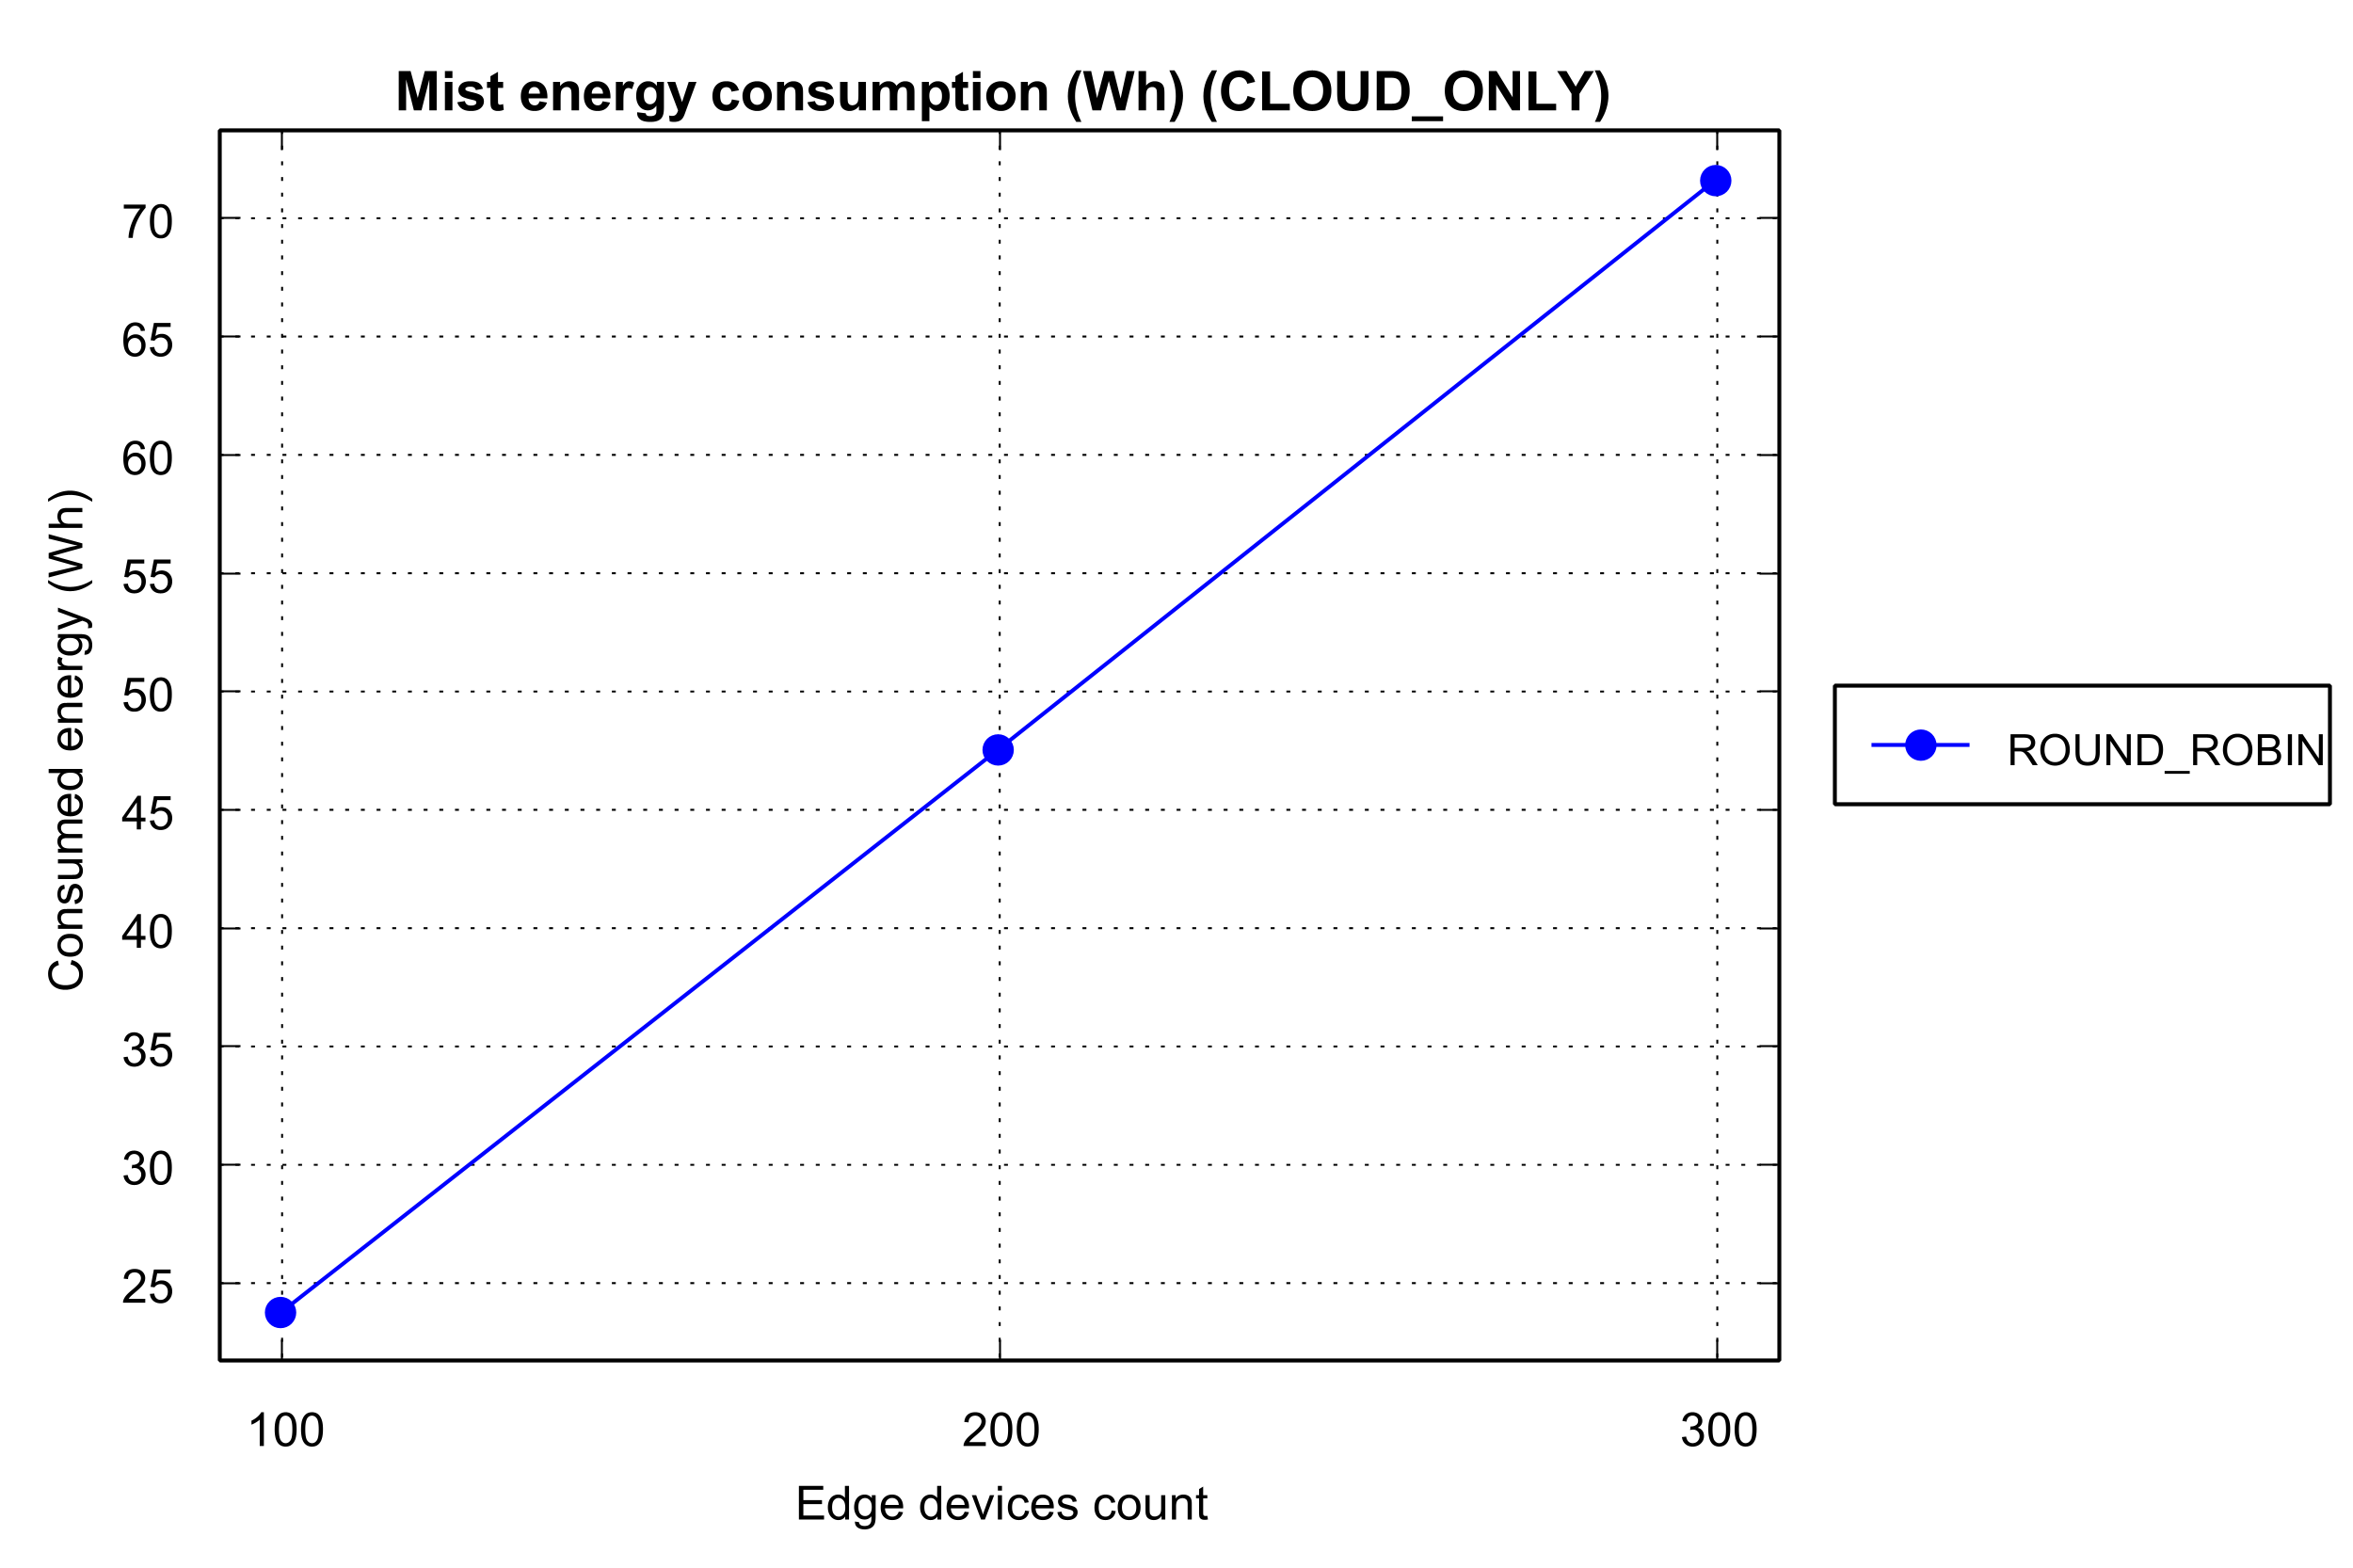 Mist energy consumption (Wh) (CLOUD_ONLY)
Consumed energy (Wh)
70
65
60
55
50
45
40
35
30
25
100 200 300
Edge devices count
ROUND_ROBIN